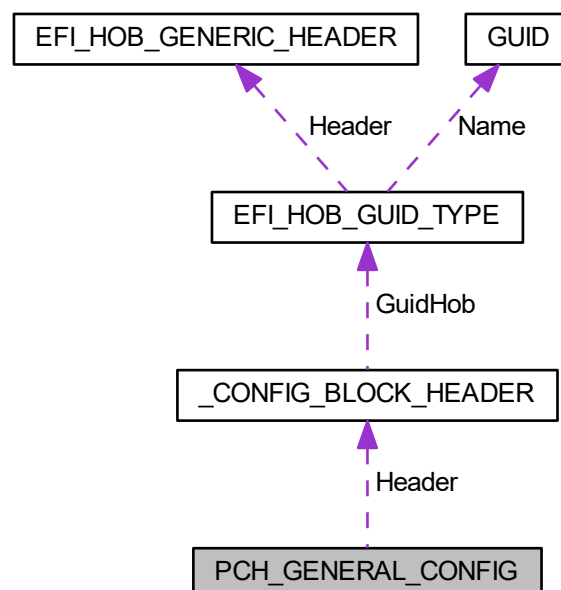 EFI_HOB_GENERIC_HEADER
GUID
Header
Name
EFI_HOB_GUID_TYPE
GuidHob
_CONFIG_BLOCK_HEADER
Header
PCH_GENERAL_CONFIG